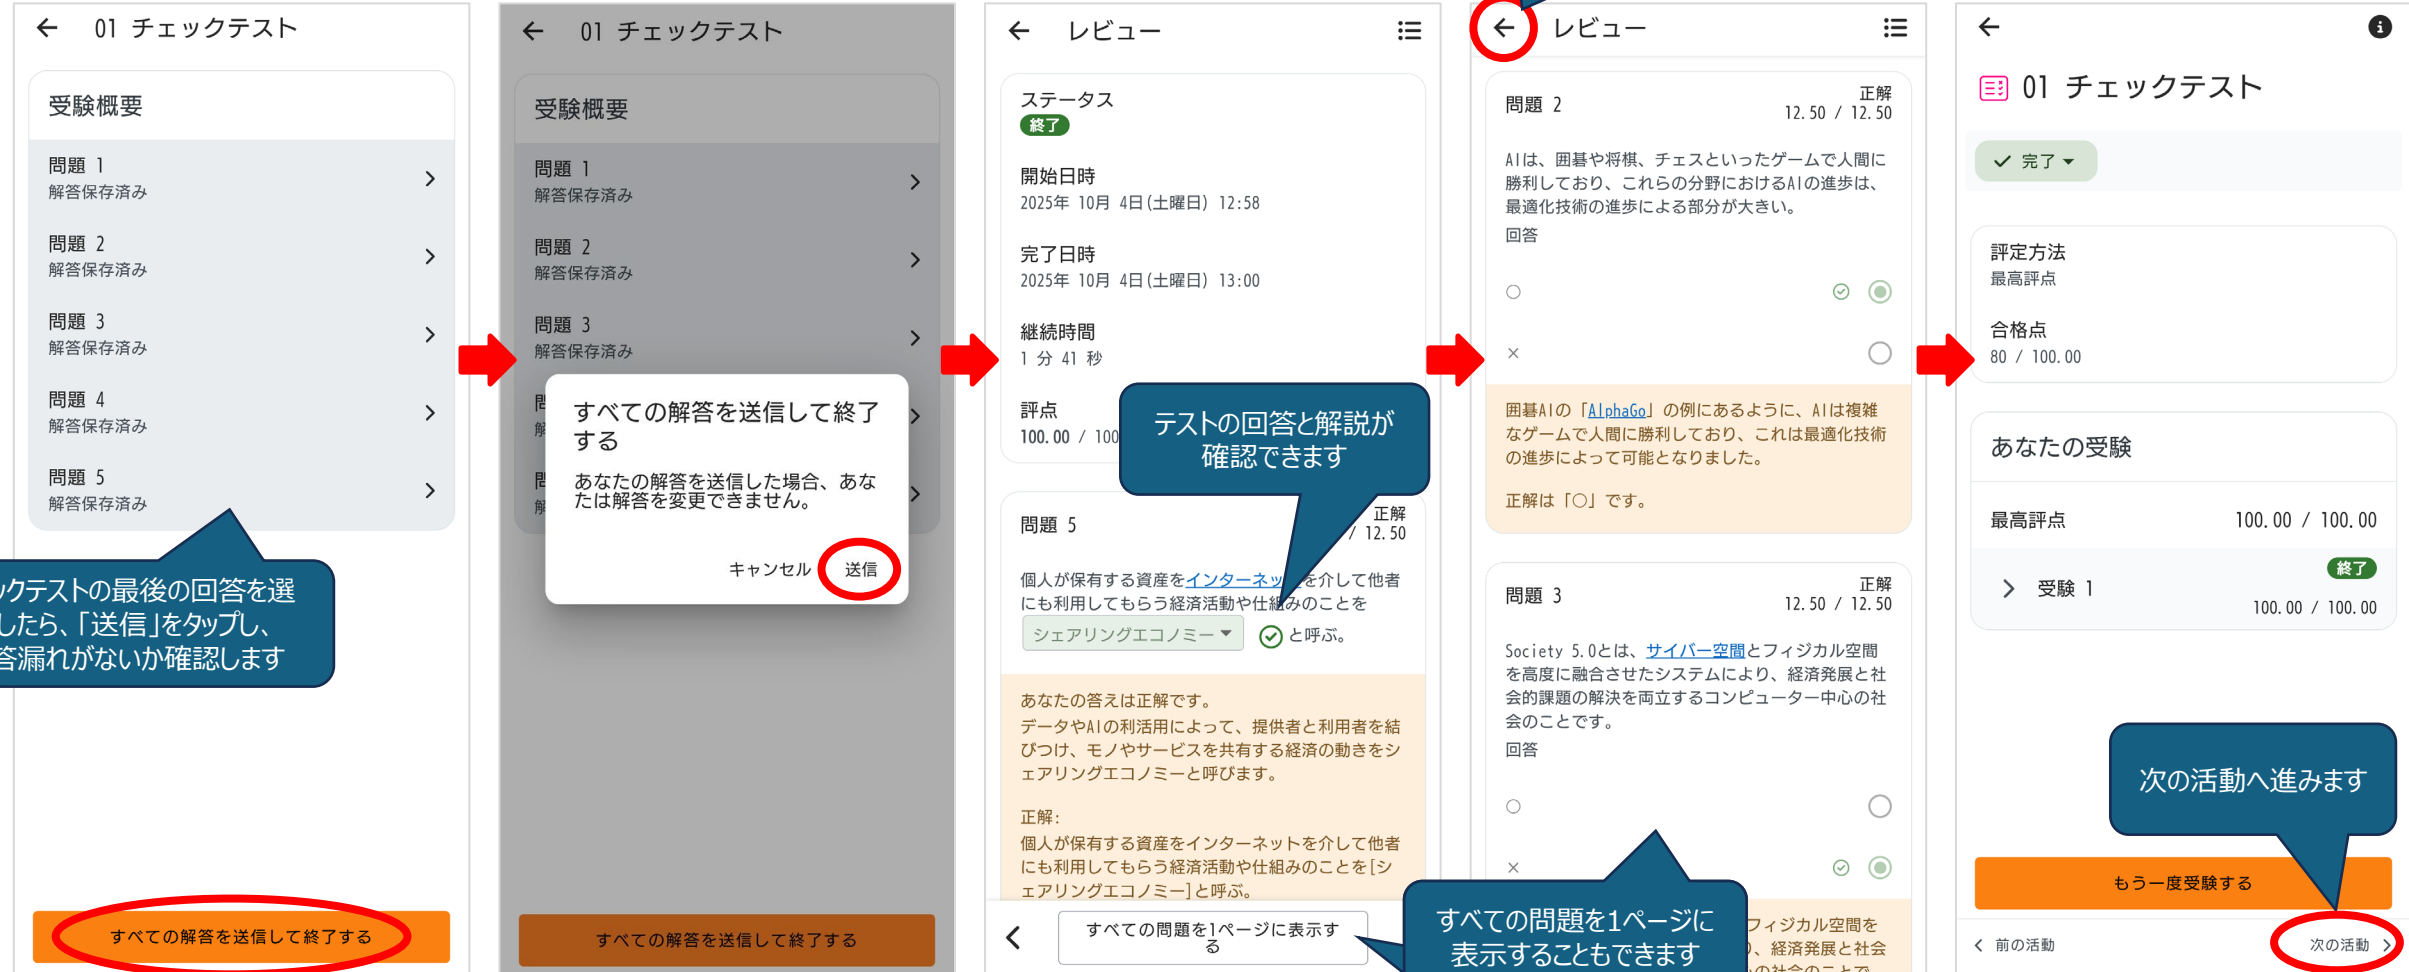 01 チェックテスト
受験概要
問題 1
解答保存済み
問題 2
解答保存済み
問題 3
解答保存済み
問題 4
解答保存済み
問題 5
解答保存済み
クテストの最後の回答を選
したら、「送信」をタップし、
答漏れがないか確認します
すべての解答を送信して終了する
01 チェックテスト
受験概要
問題 1
解答保存済み
問題 2
解答保存済み
問題 3
解答保存済み
すべての解答を送信して終了
する
あなたの解答を送信した場合、あな
たは解答を変更できません。
キャンセル 送信
すべての解答を送信して終了する
レビュー
ステータス
終了
開始日時
2025年 10月 4日(土曜日) 12:58
完了日時
2025年 10月 4日(土曜日) 13:00
継続時間
1 分 41 秒
評点
100.00 / 100
テストの回答と解説が
確認できます
問題 5
正解
/ 12.50
個人が保有する資産をインターネッ を介して他者
にも利用してもらう経済活動や仕組みのことを
シェアリングエコノミー と呼ぶ。
あなたの答えは正解です。
データやAIの利活用によって、提供者と利用者を結
びつけ、モノやサービスを共有する経済の動きをシ
ェアリングエコノミーと呼びます。
正解:
個人が保有する資産をインターネットを介して他者
にも利用してもらう経済活動や仕組みのことを[シ
ェアリングエコノミー]と呼ぶ。
すべての問題を1ページに表示す
る
レビュー
問題 2
正解
12.50 / 12.50
AIは、囲碁や将棋、チェスといったゲームで人間に
勝利しており、これらの分野におけるAIの進歩は、
最適化技術の進歩による部分が大きい。
回答
○
×
囲碁AIの「AlphaGo」の例にあるように、AIは複雑
なゲームで人間に勝利しており、これは最適化技術
の進歩によって可能となりました。
正解は「○」です。
問題 3
正解
12.50 / 12.50
Society 5.0とは、サイバー空間とフィジカル空間
を高度に融合させたシステムにより、経済発展と社
会的課題の解決を両立するコンピューター中心の社
会のことです。
回答
○
×
すべての問題を1ページに
表示することもできます
フィジカル空間を
、経済発展と社会
の社会のことで
01 チェックテスト
完了
評定方法
最高評点
合格点
80 / 100.00
あなたの受験
最高評点 100.00 / 100.00
終了
受験 1
100.00 / 100.00
次の活動へ進みます
もう一度受験する
前の活動 次の活動